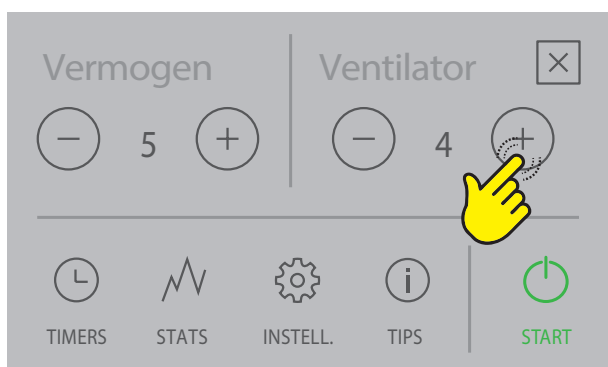 Vermogen
Ventilator
5
4
TIMERS
STATS
INSTELL.
TIPS
START